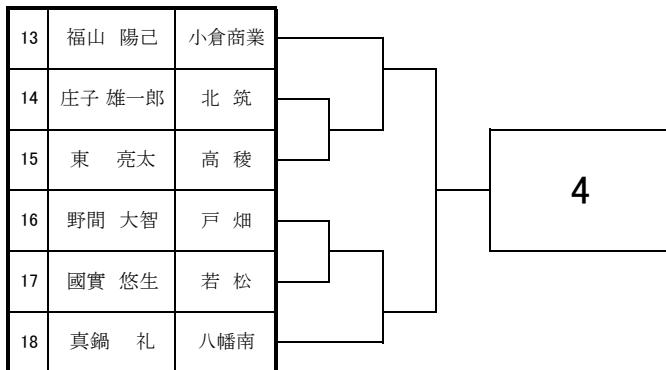 13 福山 陽己 小倉商業
14 庄子 雄一郎 北 筑
15 東 亮太 高 稜
16 野間 大智 戸 畑
17 國實 悠生 若 松
18 真鍋 礼 八幡南
4